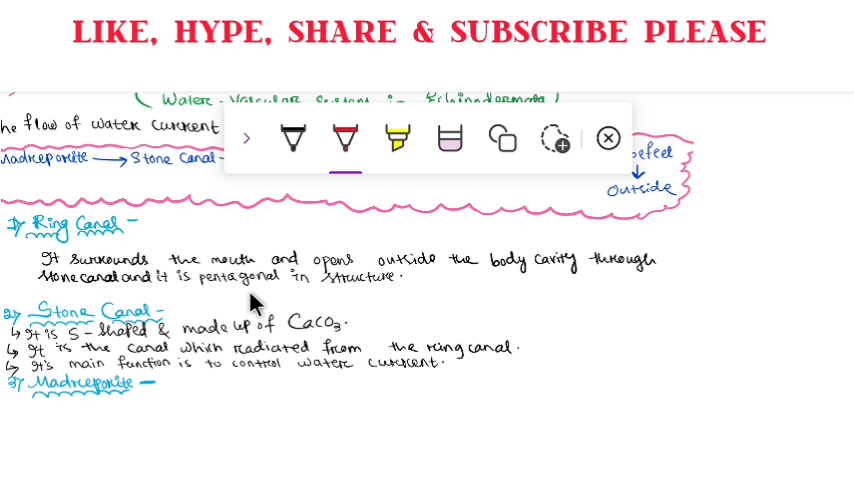 LIKE, HYPE, SHARE & SUBSCRIBE PLEASE
( Water - Vascular System in Echinodermata)
he flow of water current
Madreporite → Stone Canal -
befeet
↓
Outside
1) Ring Canal -
It surrounds the mouth and opens outside the body cavity through
stone canal and it is pentagonal in structure.
2) Stone Canal -
↳ It is S - shaped & made up of CaCO3.
↳ It is the canal which radiated from the ring canal.
↳ It's main function is to control water current.
3) Madreporite -